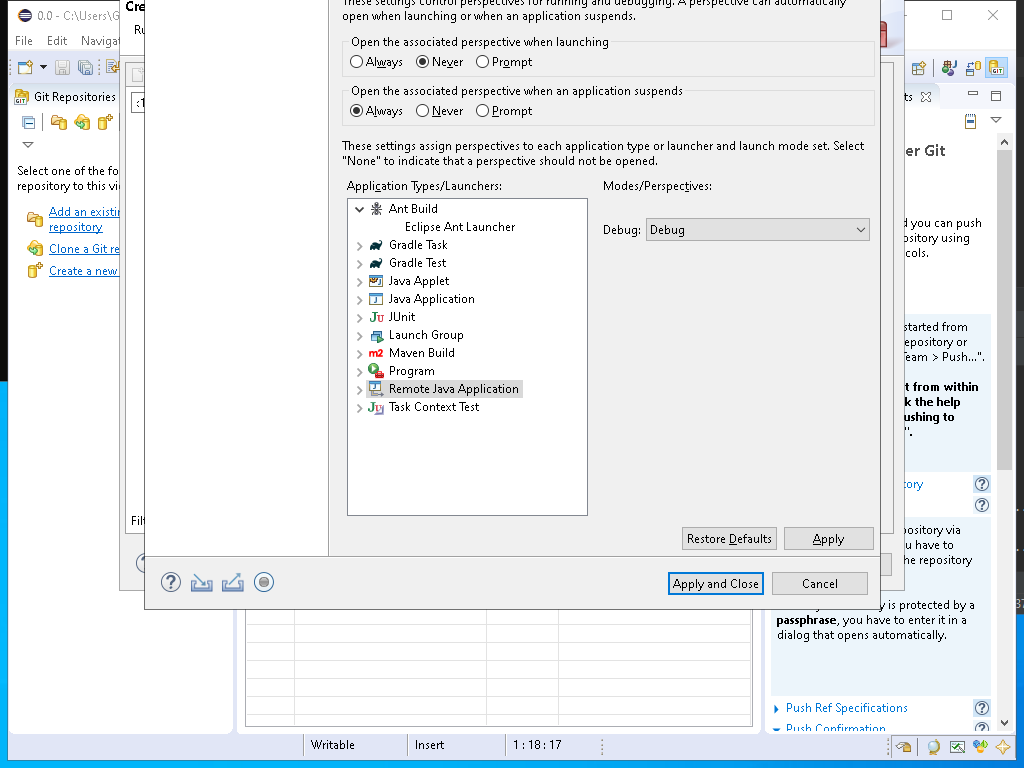 0.0 - C:\Users\G
Cre
These settings control perspectives for running and debugging. A perspective can automatically
open when launching or when an application suspends.
File Edit Navigat
Ru
Open the associated perspective when launching
Always Never Prompt
Open the associated perspective when an application suspends
Always Never Prompt
Git Repositories
ts
These settings assign perspectives to each application type or launcher and launch mode set. Select
"None" to indicate that a perspective should not be opened.
er Git
Select one of the fo
repository to this vi
Add an existin
repository
Clone a Git re
Create a new
Application Types/Launchers:
Modes/Perspectives:
Ant Build
Eclipse Ant Launcher
Gradle Task
Gradle Test
Java Applet
Java Application
JUnit
Launch Group
Maven Build
Program
Remote Java Application
Task Context Test
Debug: Debug
d you can push
ository using
cols.
started from
epository or
eam > Push...".
t from within
k the help
ushing to
".
ory
Filt
Restore Defaults Apply
Apply and Close Cancel
pository via
u have to
he repository
y is protected by a
passphrase, you have to enter it in a
dialog that opens automatically.
Push Ref Specifications
Push Confirmation
Writable Insert 1 : 18 : 17